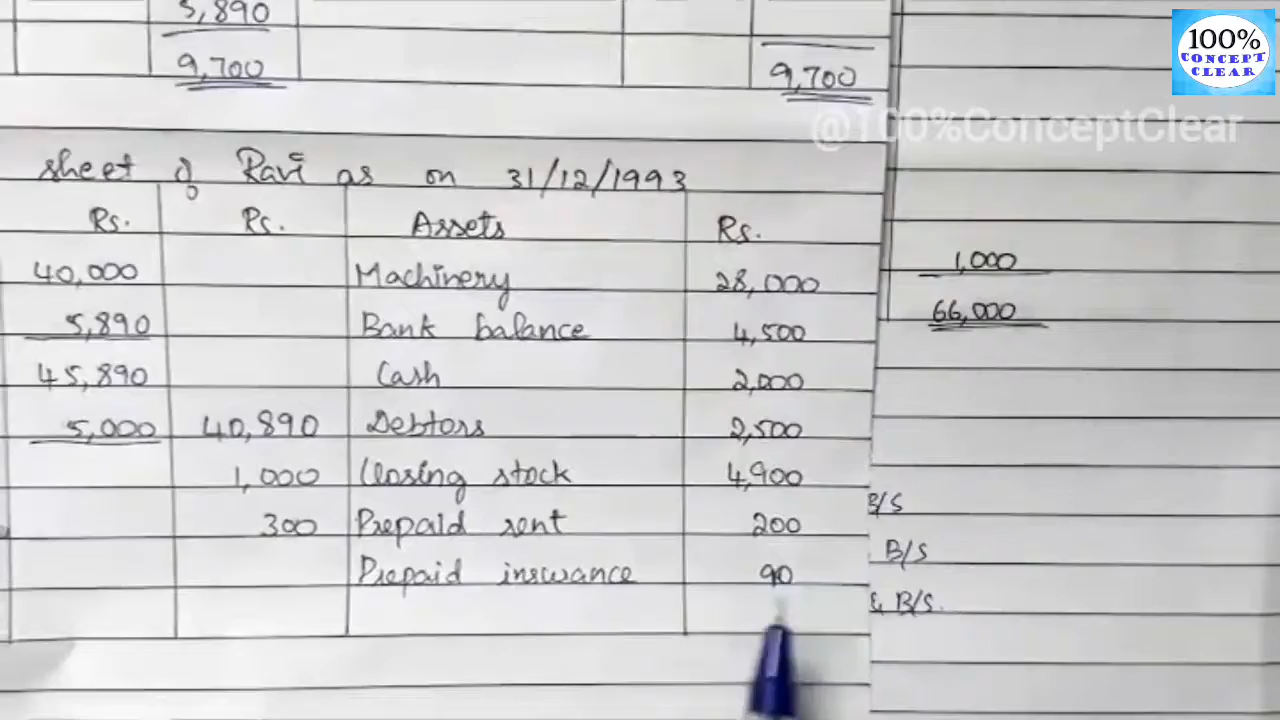 5,890
9,700 9,700
100%
CONCEPT
CLEAR
@100%ConceptClear
sheet of Ravi as on 31/12/1993
Rs. Rs. Assets Rs.
40,000 Machinery 28,000
5,890 Bank balance 4,500
45,890 Cash 2,000
5,000 40,890 Debtors 2,500
1,000 Closing stock 4,900
300 Prepaid rent 200
Prepaid insurance 90
1,000
66,000
B/S
B/S
& B/S.